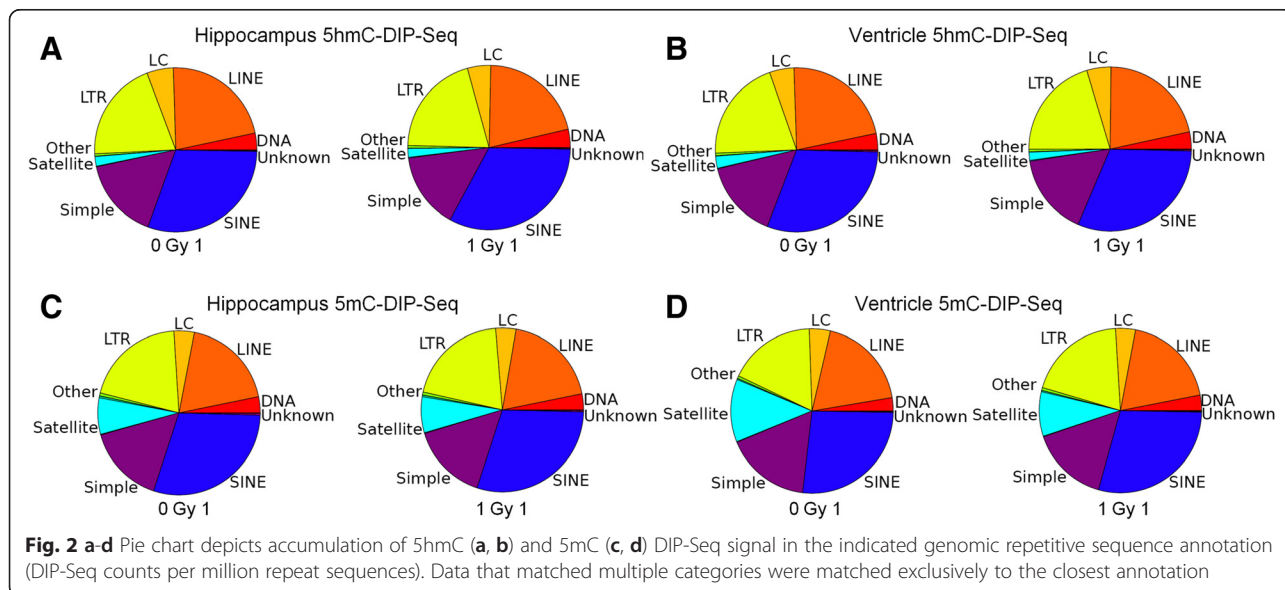 A
Hippocampus 5hmC-DIP-Seq
LC
LINE
LTR
DNA
Other
Unknown
Satellite
Simple
SINE
0 Gy 1
LC
LINE
LTR
DNA
Other
Unknown
Satellite
Simple
SINE
1 Gy 1
B
Ventricle 5hmC-DIP-Seq
LC
LINE
LTR
DNA
Other
Unknown
Satellite
Simple
SINE
0 Gy 1
LC
LINE
LTR
DNA
Other
Unknown
Satellite
Simple
SINE
1 Gy 1
C
Hippocampus 5mC-DIP-Seq
LC
LTR
LINE
Other
DNA
Unknown
Satellite
Simple
SINE
0 Gy 1
LC
LTR
LINE
Other
DNA
Unknown
Satellite
Simple
SINE
1 Gy 1
D
Ventricle 5mC-DIP-Seq
LC
LTR
LINE
Other
DNA
Unknown
Satellite
Simple
SINE
0 Gy 1
LC
LTR
LINE
Other
DNA
Unknown
Satellite
Simple
SINE
1 Gy 1
Fig. 2 a-d Pie chart depicts accumulation of 5hmC (a, b) and 5mC (c, d) DIP-Seq signal in the indicated genomic repetitive sequence annotation
(DIP-Seq counts per million repeat sequences). Data that matched multiple categories were matched exclusively to the closest annotation